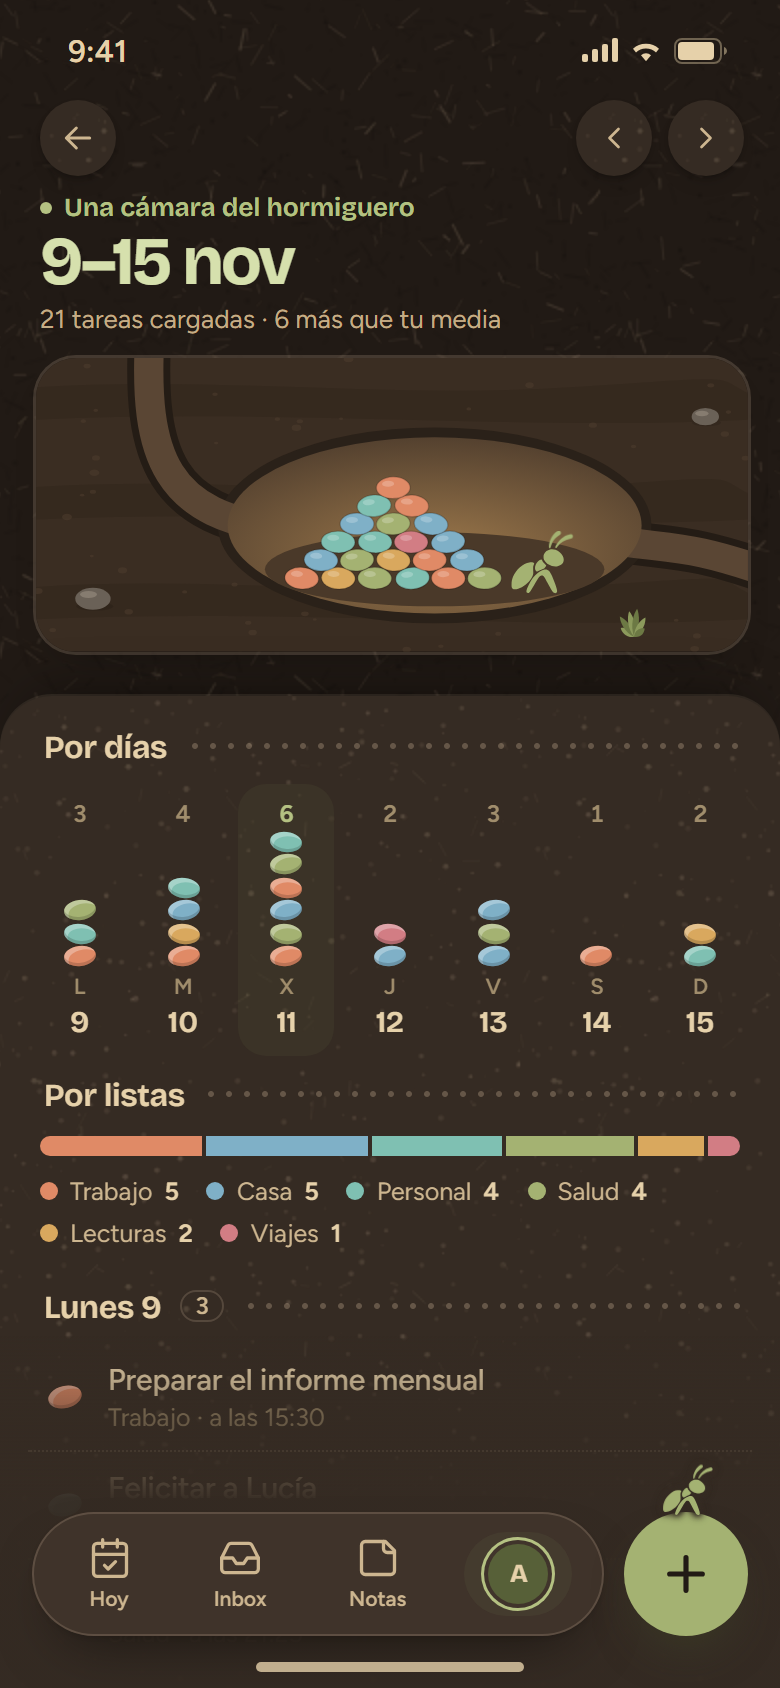 9:41
Una cámara del hormiguero
9–15 nov
21 tareas cargadas · 6 más que tu media
Por días
3 4 6 2 3 1 2
L M X J V S D
9 10 11 12 13 14 15
Por listas
Trabajo 5 Casa 5 Personal 4 Salud 4
Lecturas 2 Viajes 1
Lunes 9 3
Preparar el informe mensual
Trabajo · a las 15:30
Felicitar a Lucía
Hoy Inbox Notas A